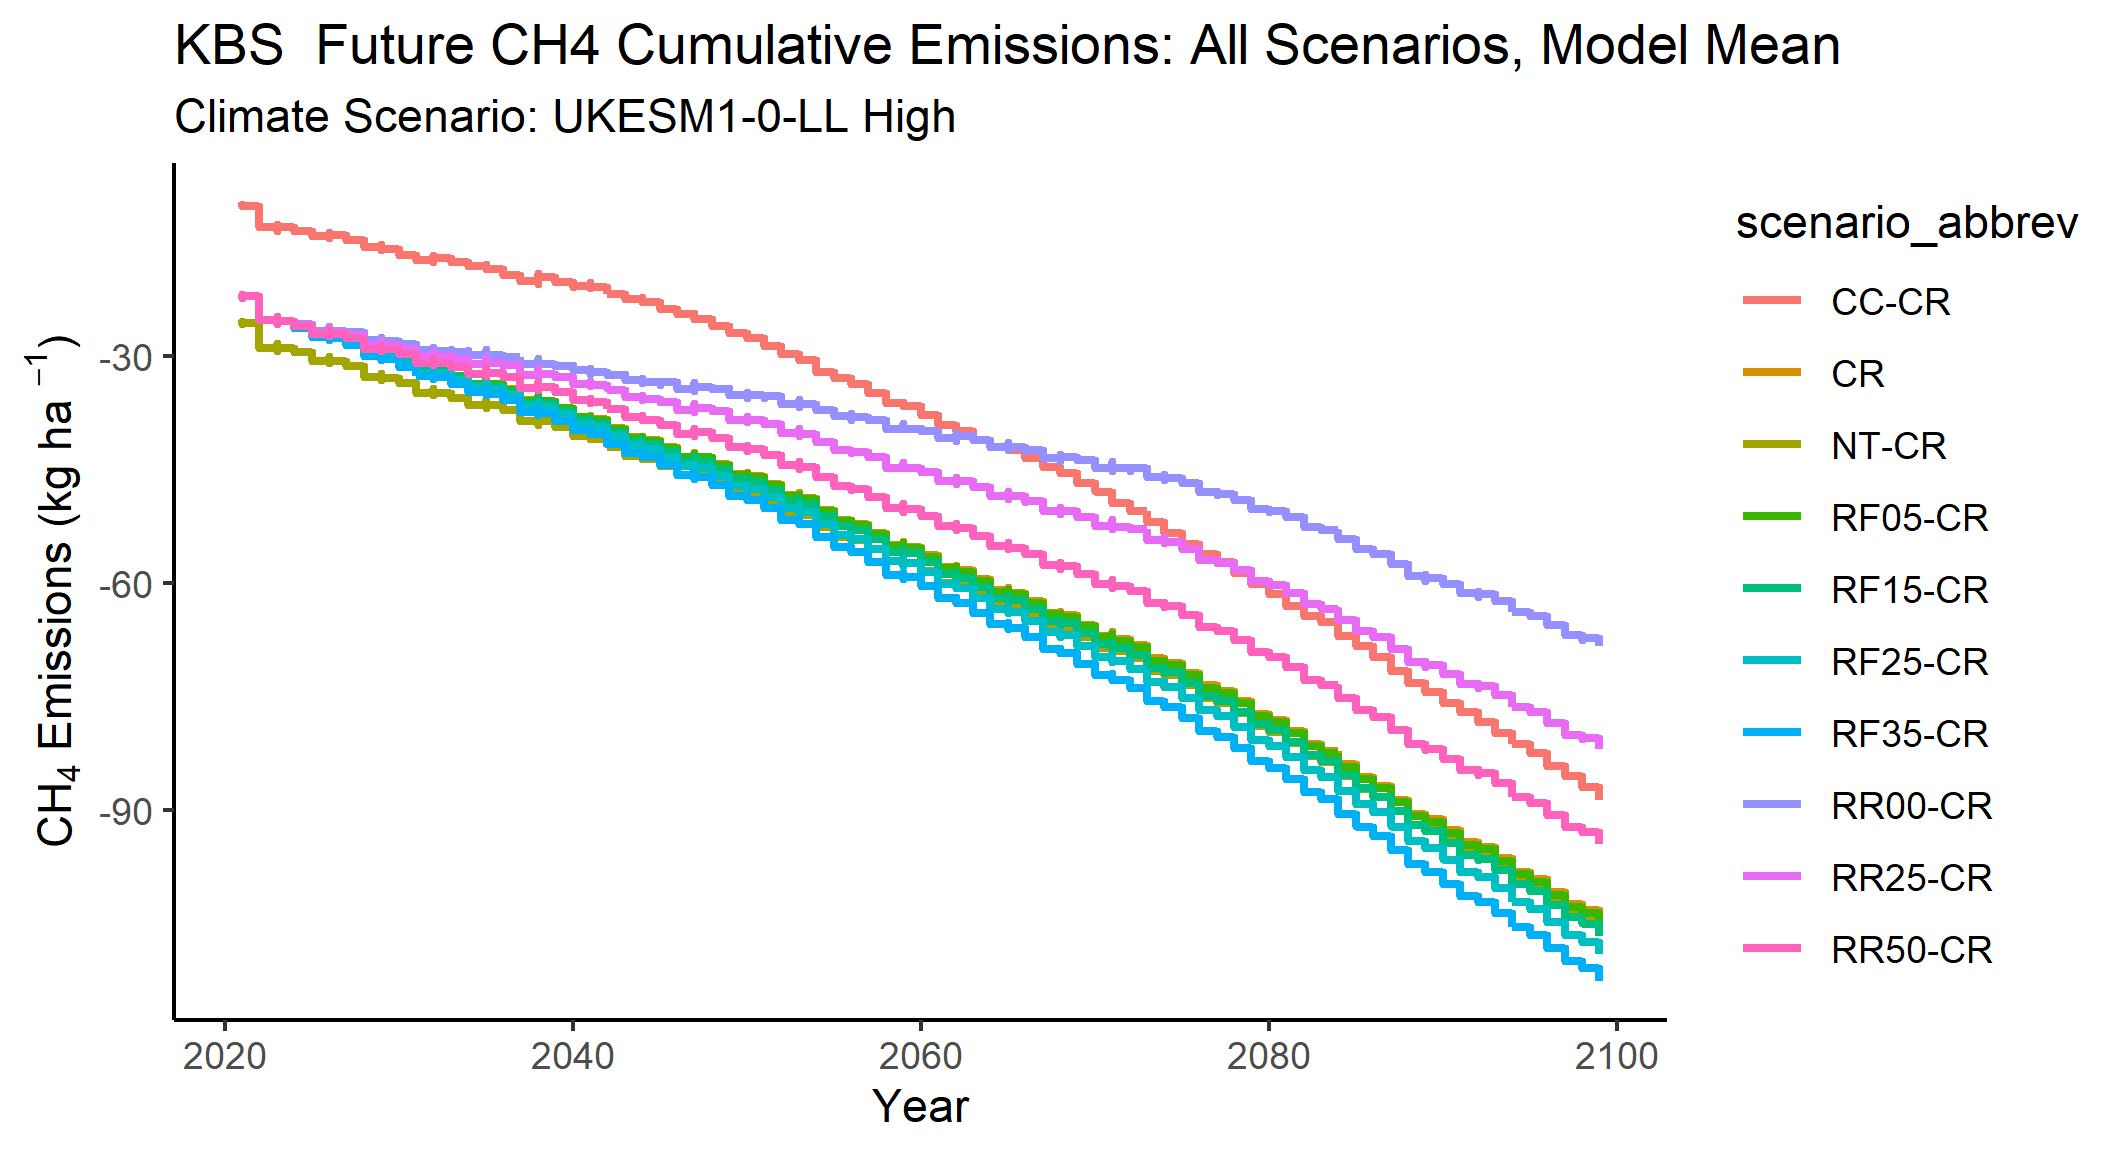 KBS  Future CH4 Cumulative Emissions: All Scenarios, Model Mean
Climate Scenario: UKESM1-0-LL High
CH₄ Emissions (kg ha ⁻¹)
-30
-60
-90
2020
2040
2060
2080
2100
Year
scenario_abbrev
CC-CR
CR
NT-CR
RF05-CR
RF15-CR
RF25-CR
RF35-CR
RR00-CR
RR25-CR
RR50-CR